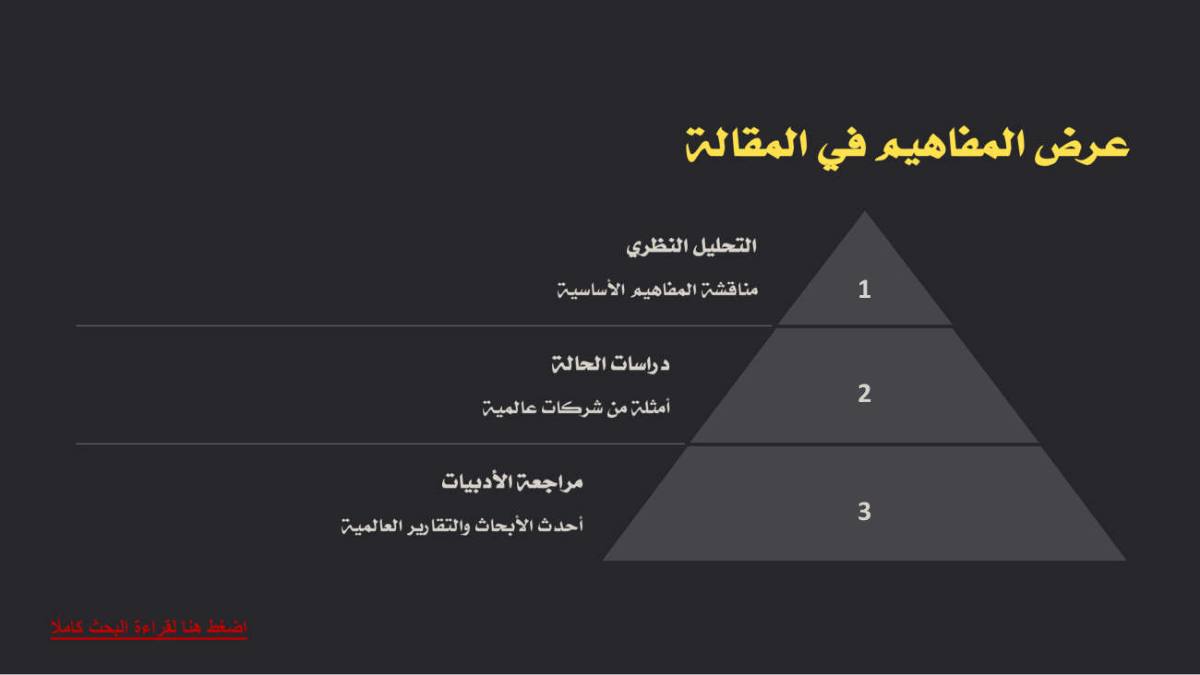 عرض المفاهيم في المقالة
التحليل النظري
مناقشة المفاهيم الأساسية
1
دراسات الحالة
أمثلة من شركات عالمية
2
مراجعة الأدبيات
أحدث الأبحاث والتقارير العالمية
3
اضغط هنا لقراءة البحث كاملًا